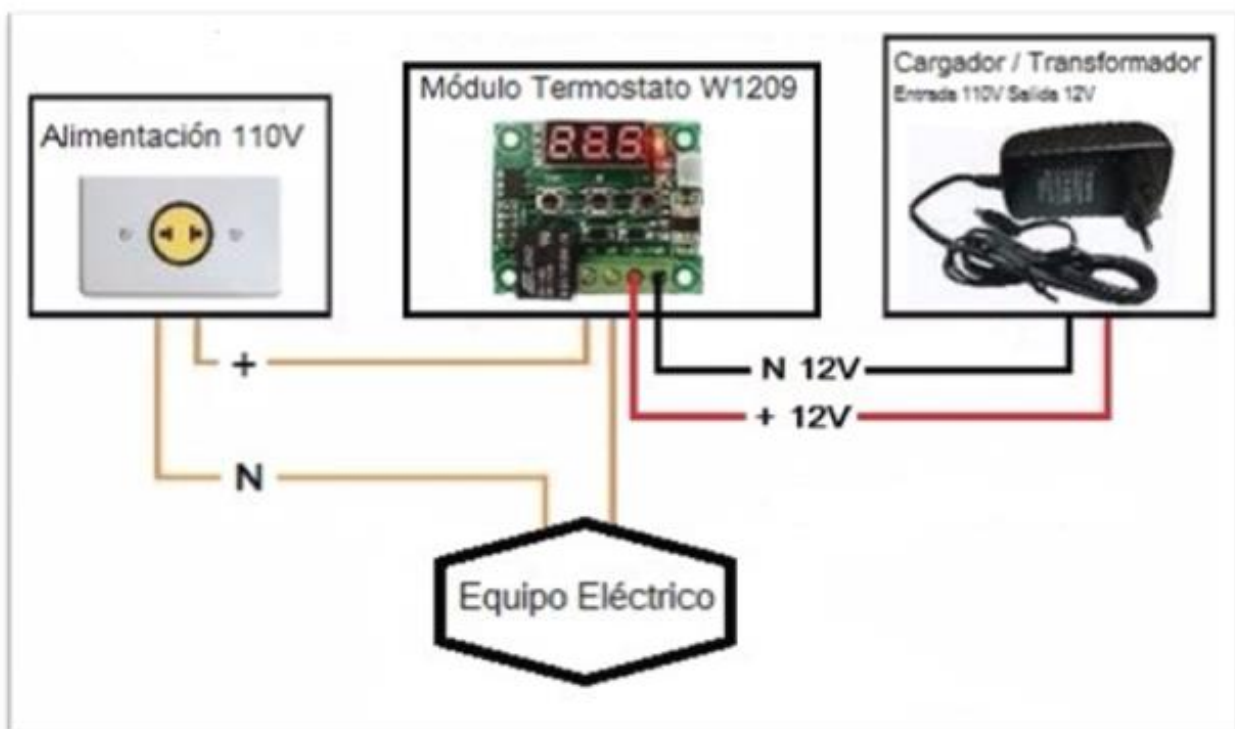 Cargador / Transformador
Entrada 110V Salida 12V
Módulo Termostato W1209
Alimentación 110V
+
N 12V
+ 12V
N
Equipo Eléctrico